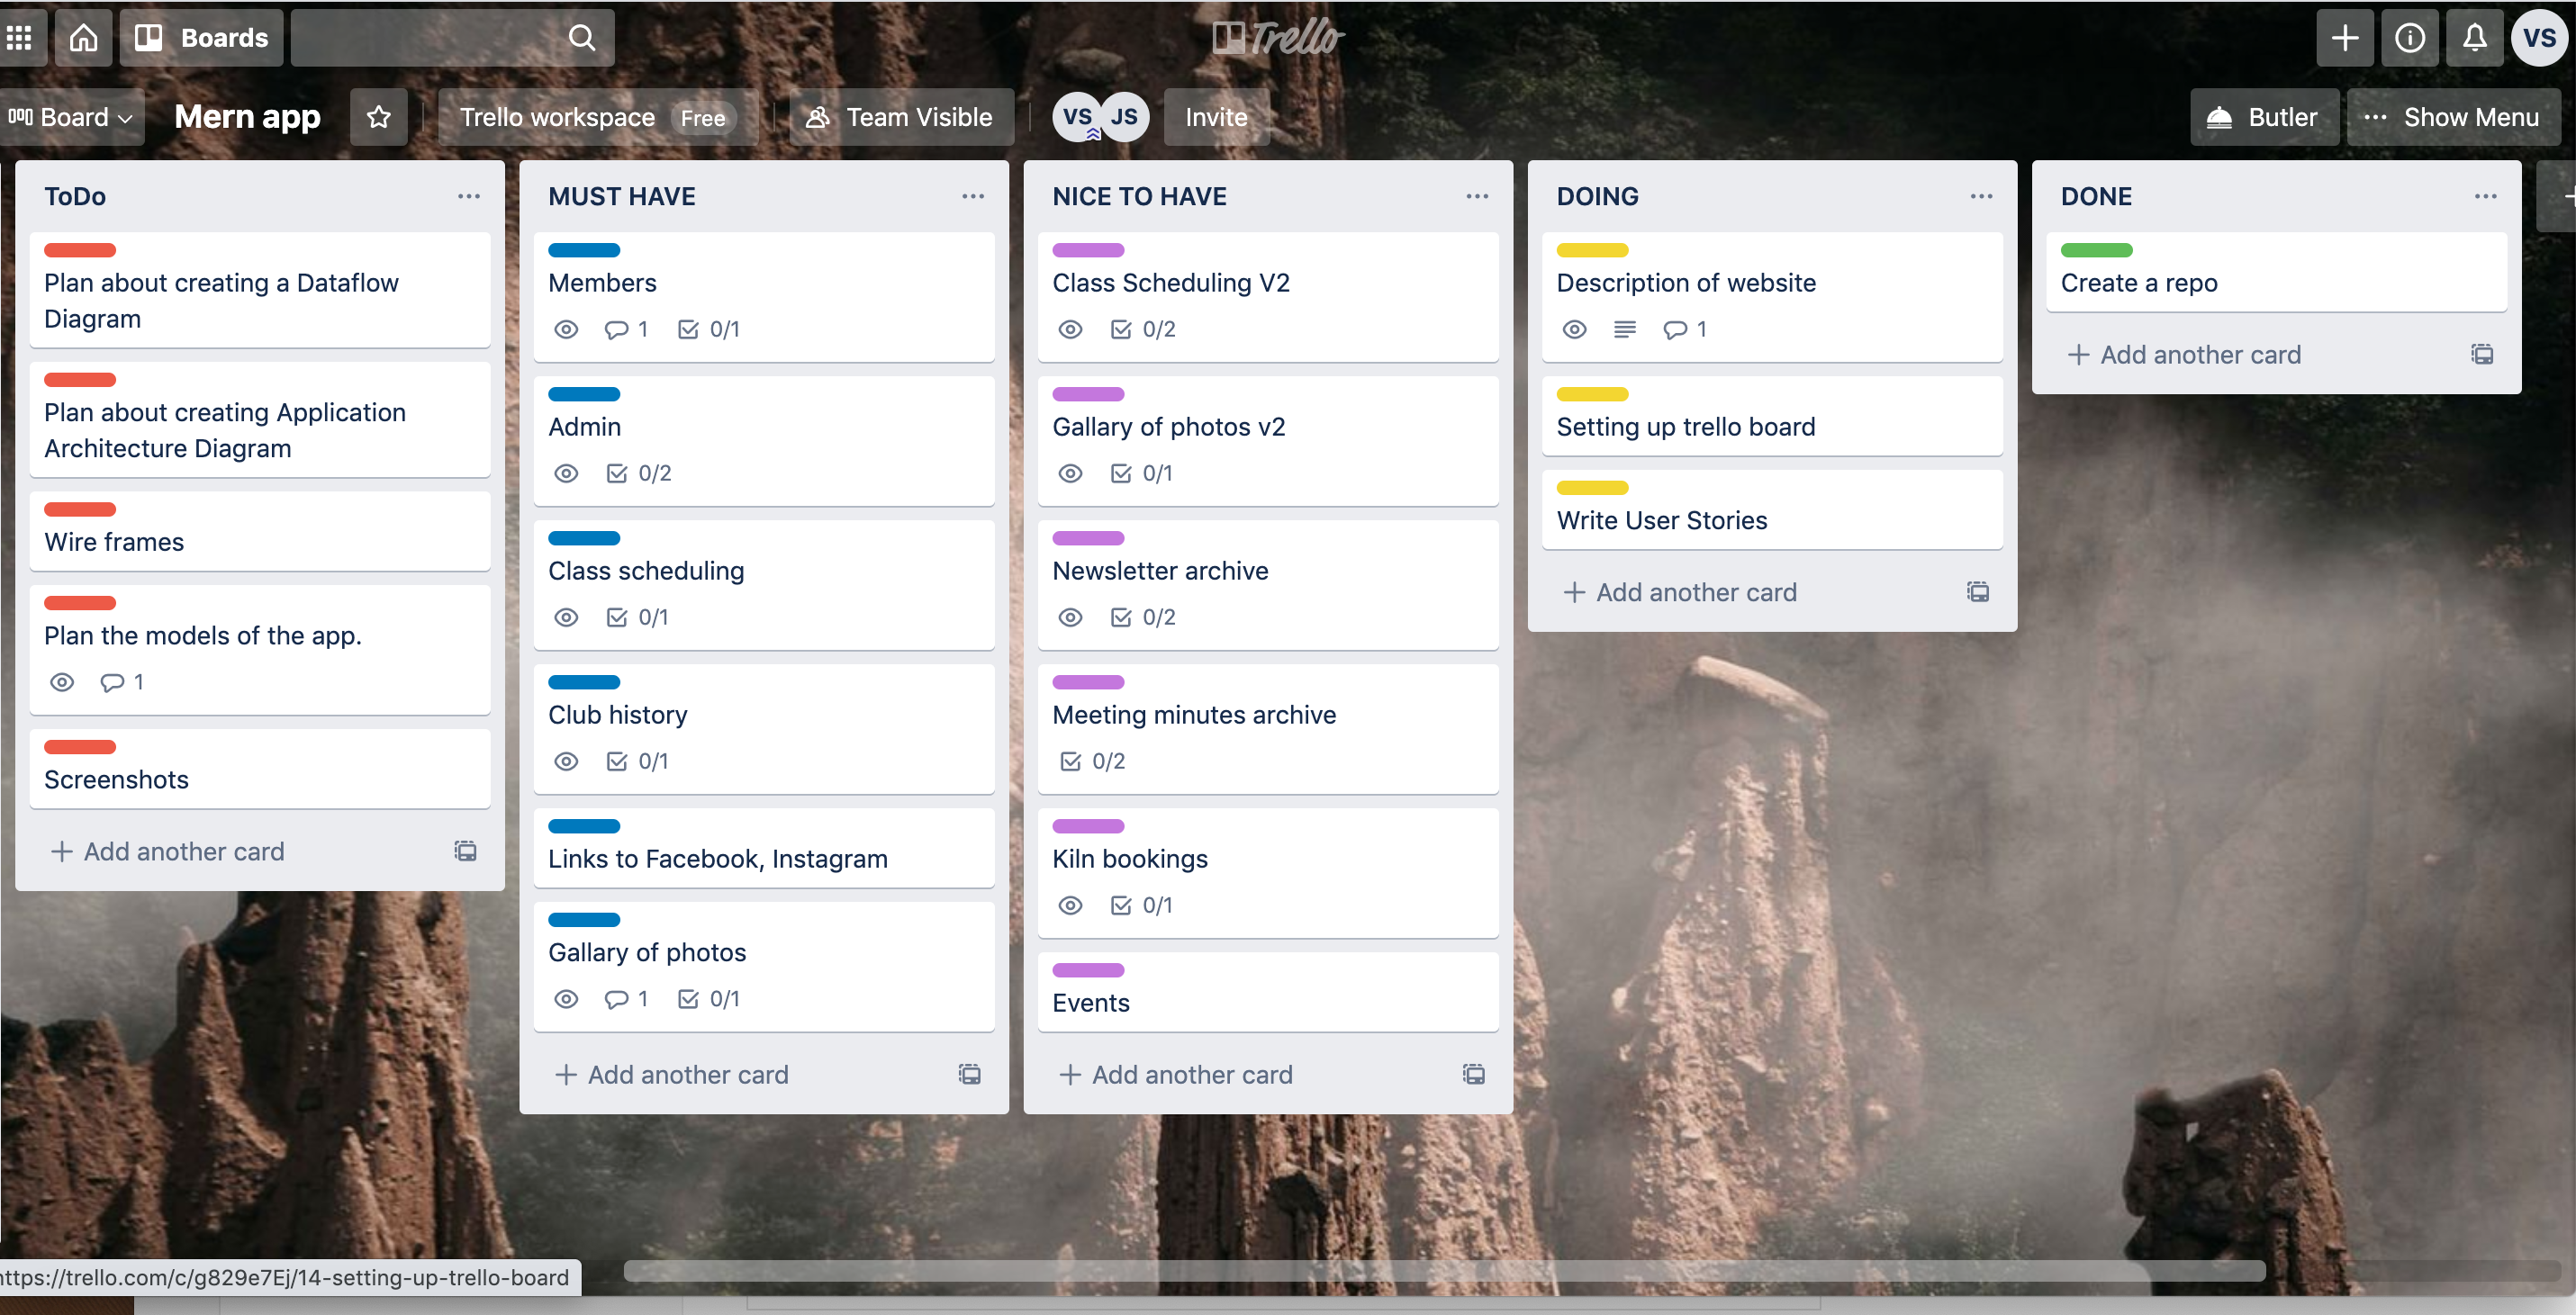 Boards
Trello
VS
Board
Mern app
Trello workspace Free
Team Visible
VS JS
Invite
Butler
Show Menu
ToDo
Plan about creating a Dataflow
Diagram
Plan about creating Application
Architecture Diagram
Wire frames
Plan the models of the app.
1
Screenshots
Add another card
MUST HAVE
Members
1 0/1
Admin
0/2
Class scheduling
0/1
Club history
0/1
Links to Facebook, Instagram
Gallary of photos
1 0/1
Add another card
NICE TO HAVE
Class Scheduling V2
0/2
Gallary of photos v2
0/1
Newsletter archive
0/2
Meeting minutes archive
0/2
Kiln bookings
0/1
Events
Add another card
DOING
Description of website
1
Setting up trello board
Write User Stories
Add another card
DONE
Create a repo
Add another card
https://trello.com/c/g829e7Ej/14-setting-up-trello-board